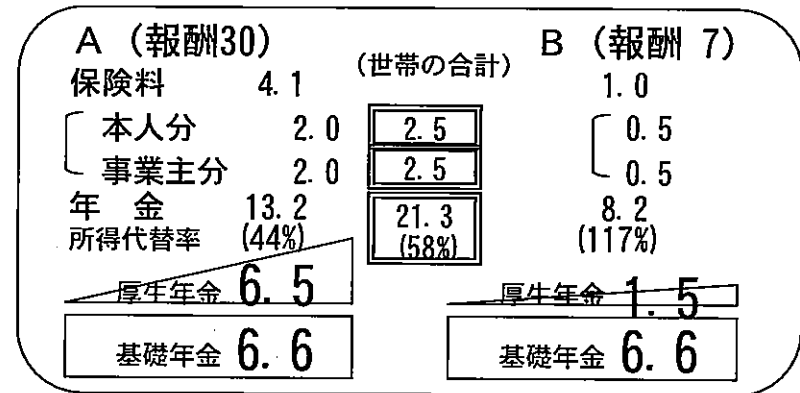 A （報酬30）
（世帯の合計）
B （報酬 7）
保険料 4.1
1.0
本人分 2.0
2.5
0.5
事業主分 2.0
2.5
0.5
年 金 13.2
21.3
8.2
所得代替率 (44%)
(58%)
(117%)
厚生年金 6.5
厚生年金 1.5
基礎年金 6.6
基礎年金 6.6